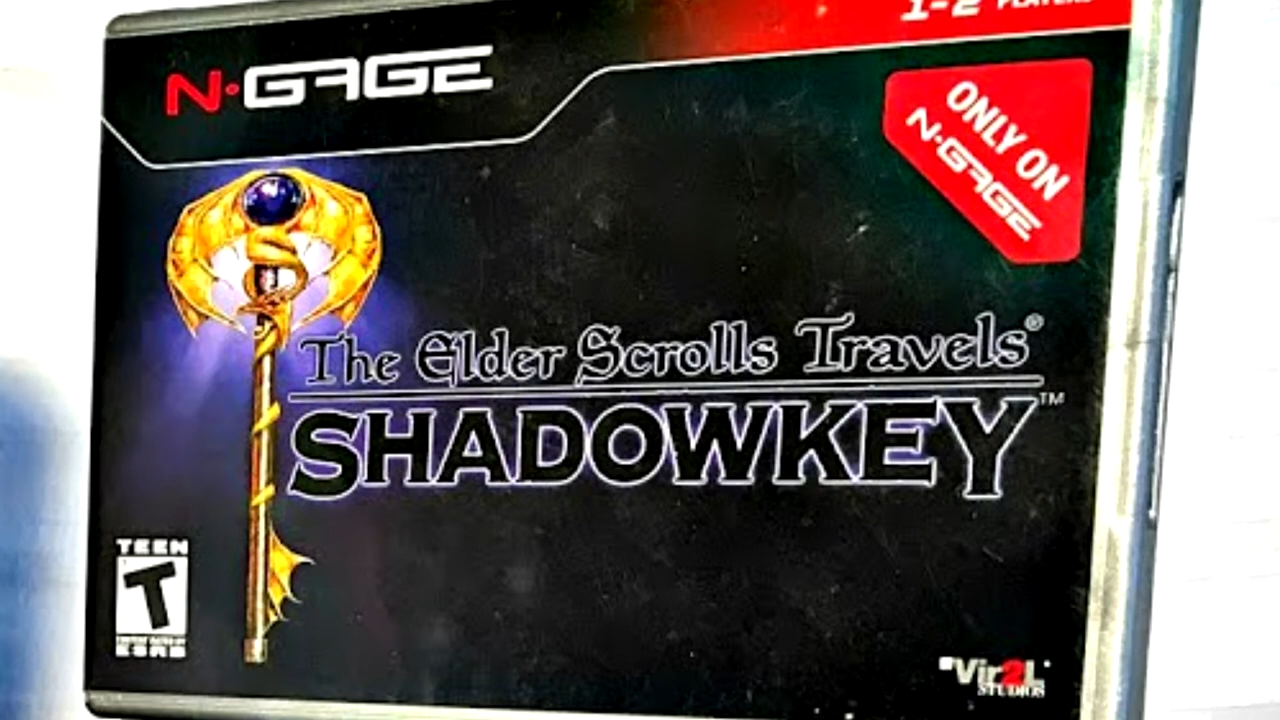 1-2 PLAYERS
N·GAGE
ONLY ON
N·GAGE
The Elder Scrolls Travels®
SHADOWKEY™
TEEN
T
ESRB
Vir2L
STUDIOS